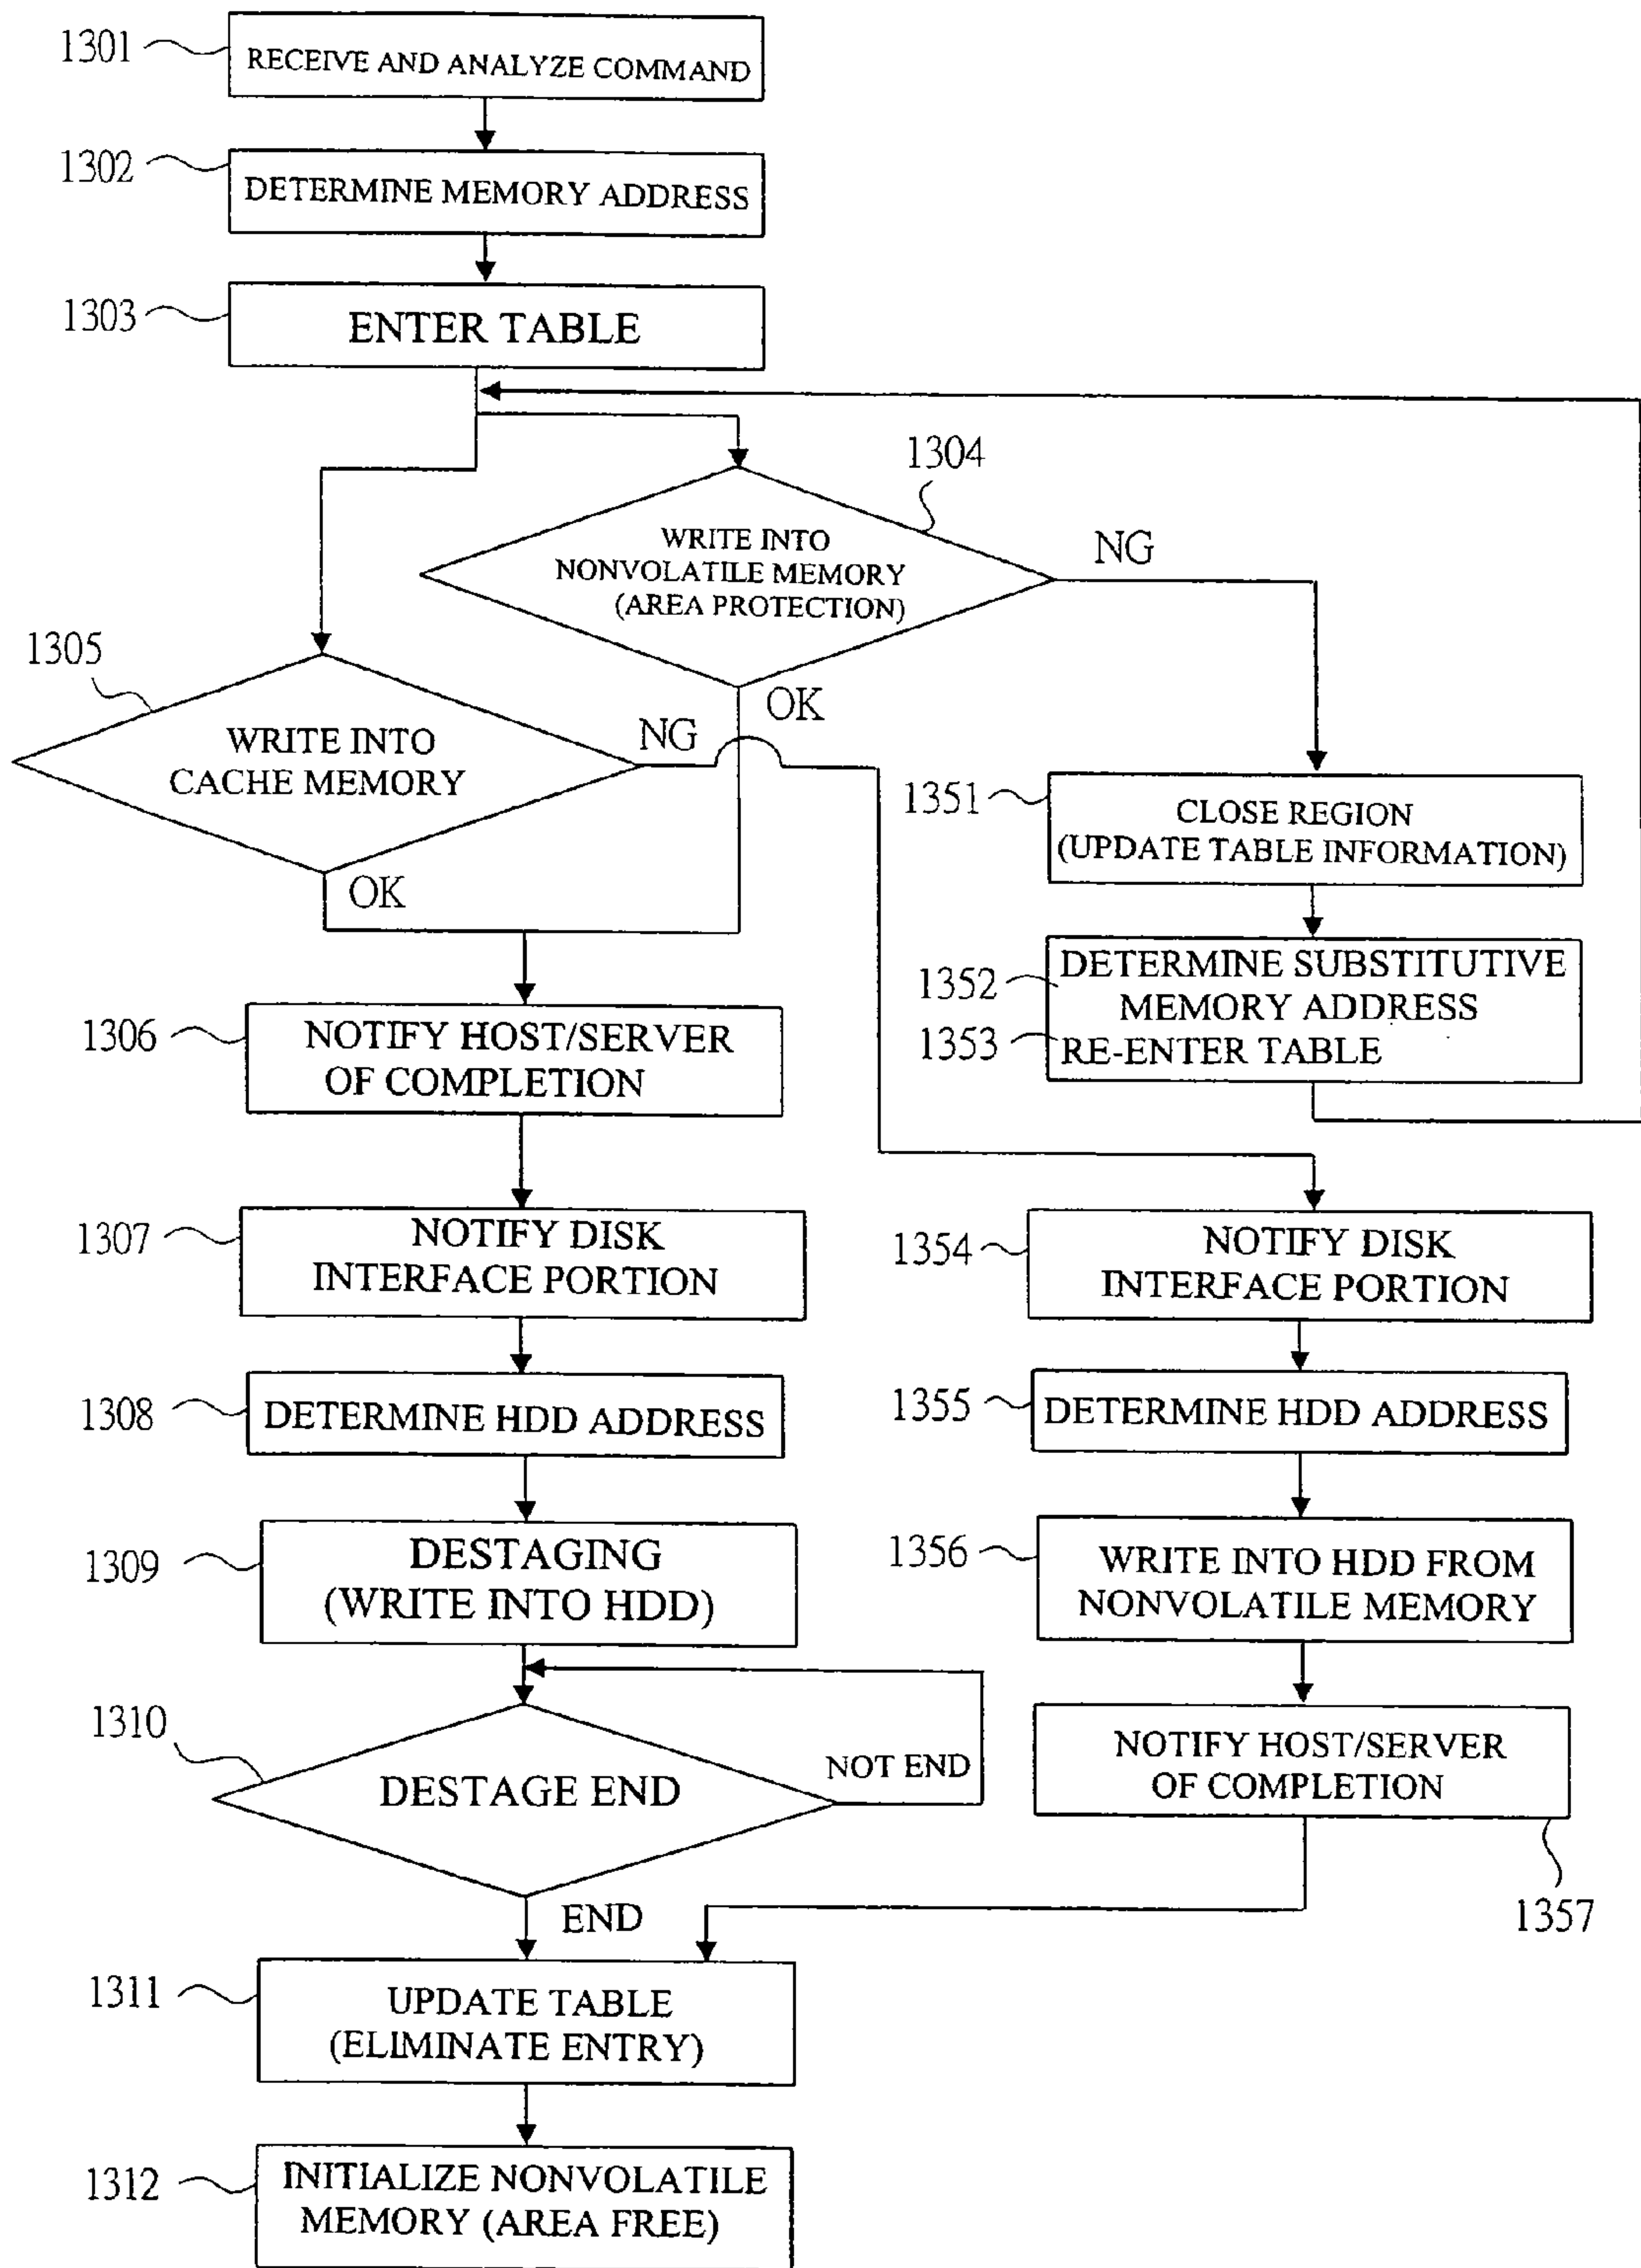 1301
RECEIVE AND ANALYZE COMMAND
1302
DETERMINE MEMORY ADDRESS
1303
ENTER TABLE
1304
WRITE INTO
NONVOLATILE MEMORY
(AREA PROTECTION)
NG
OK
1305
WRITE INTO
CACHE MEMORY
NG
OK
1351
CLOSE REGION
(UPDATE TABLE INFORMATION)
1352
DETERMINE SUBSTITUTIVE
MEMORY ADDRESS
1353
RE-ENTER TABLE
1306
NOTIFY HOST/SERVER
OF COMPLETION
1307
NOTIFY DISK
INTERFACE PORTION
1354
NOTIFY DISK
INTERFACE PORTION
1308
DETERMINE HDD ADDRESS
1355
DETERMINE HDD ADDRESS
1309
DESTAGING
(WRITE INTO HDD)
1356
WRITE INTO HDD FROM
NONVOLATILE MEMORY
1310
DESTAGE END
NOT END
END
NOTIFY HOST/SERVER
OF COMPLETION
1357
1311
UPDATE TABLE
(ELIMINATE ENTRY)
1312
INITIALIZE NONVOLATILE
MEMORY (AREA FREE)